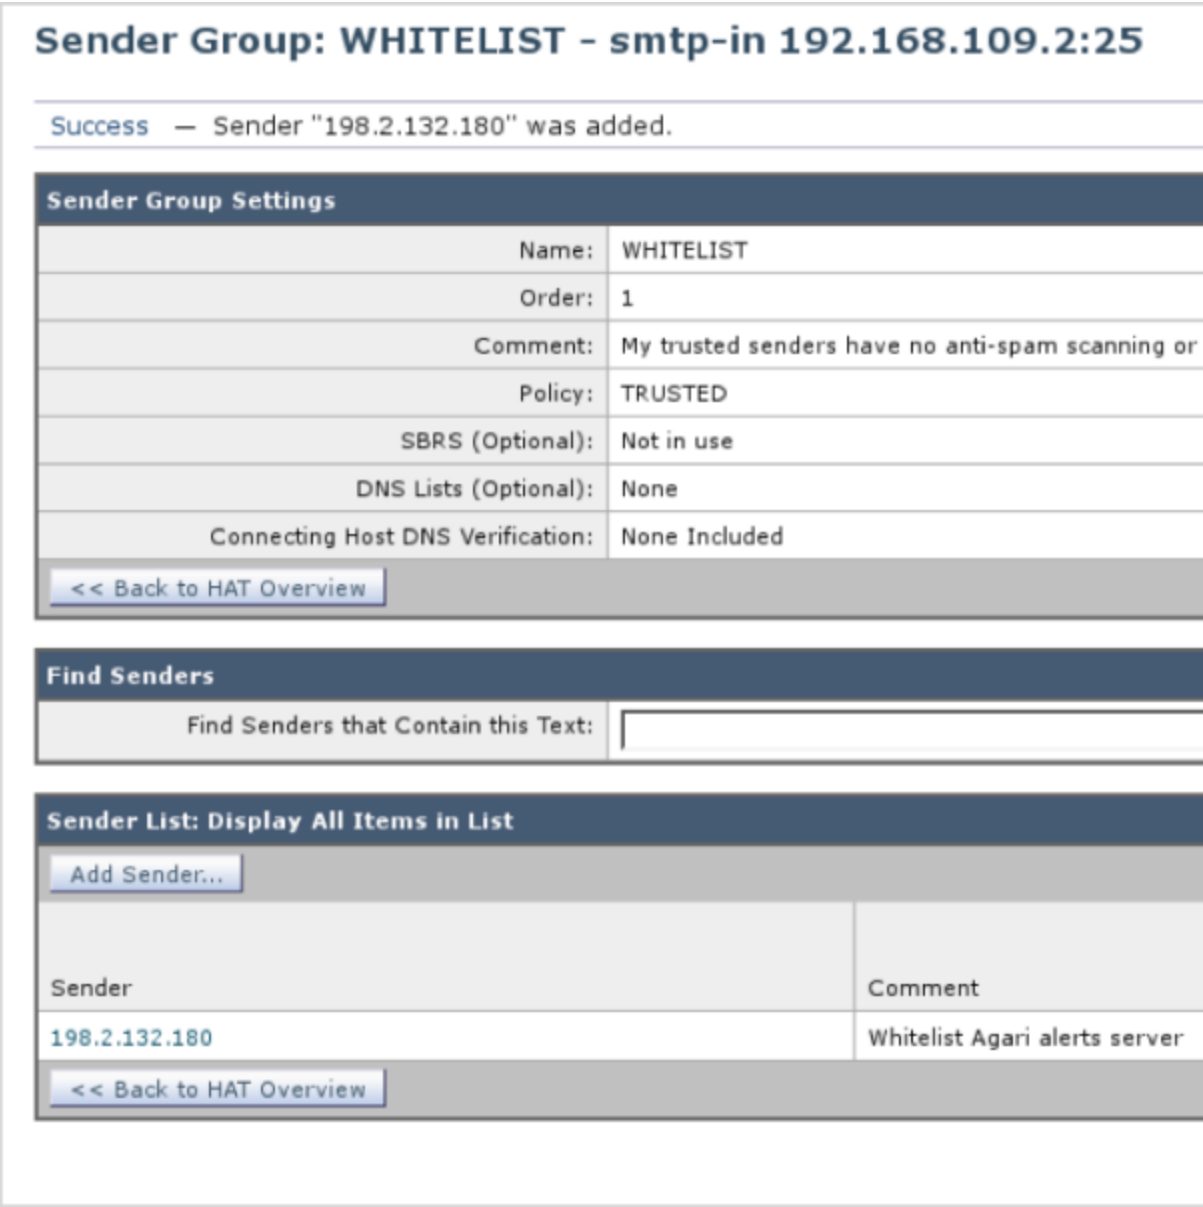 Sender Group: WHITELIST - smtp-in 192.168.109.2:25
Success — Sender "198.2.132.180" was added.
Sender Group Settings
Name: WHITELIST
Order: 1
Comment: My trusted senders have no anti-spam scanning or
Policy: TRUSTED
SBRS (Optional): Not in use
DNS Lists (Optional): None
Connecting Host DNS Verification: None Included
<< Back to HAT Overview
Find Senders
Find Senders that Contain this Text:
Sender List: Display All Items in List
Add Sender...
Sender Comment
198.2.132.180 Whitelist Agari alerts server
<< Back to HAT Overview